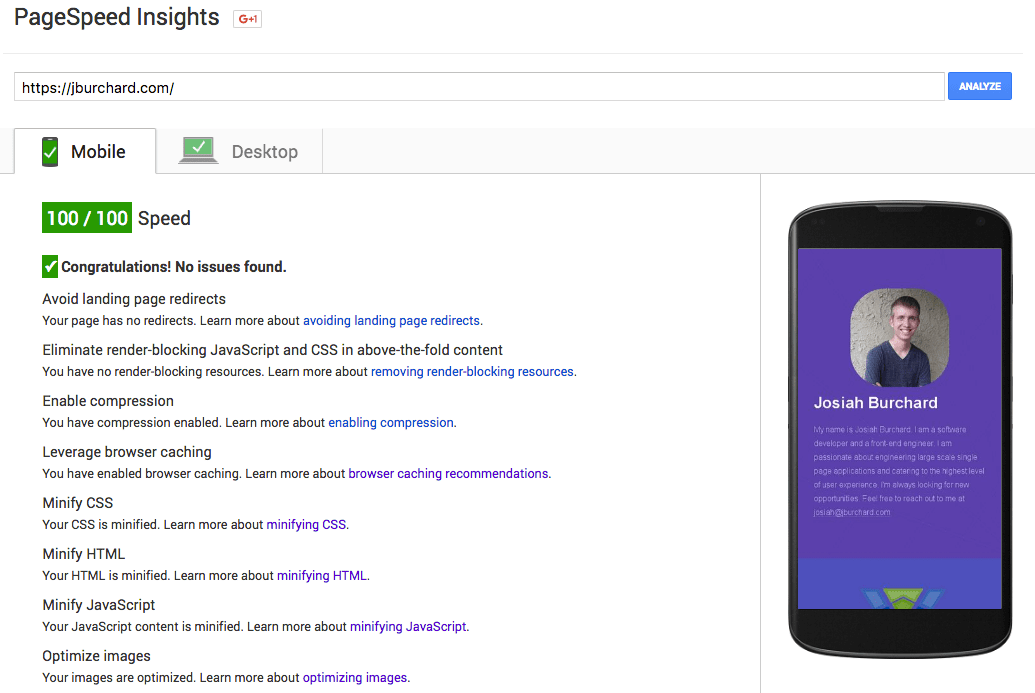 PageSpeed Insights
G+1
https://jburchard.com/
ANALYZE
Mobile
Desktop
100 / 100 Speed
Congratulations! No issues found.
Avoid landing page redirects
Your page has no redirects. Learn more about avoiding landing page redirects.
Eliminate render-blocking JavaScript and CSS in above-the-fold content
You have no render-blocking resources. Learn more about removing render-blocking resources.
Enable compression
You have compression enabled. Learn more about enabling compression.
Leverage browser caching
You have enabled browser caching. Learn more about browser caching recommendations.
Minify CSS
Your CSS is minified. Learn more about minifying CSS.
Minify HTML
Your HTML is minified. Learn more about minifying HTML.
Minify JavaScript
Your JavaScript content is minified. Learn more about minifying JavaScript.
Optimize images
Your images are optimized. Learn more about optimizing images.
Josiah Burchard
My name is Josiah Burchard. I am a software
developer and a front-end engineer. I am
passionate about engineering large scale single
page applications and catering to the highest level
of user experience. I'm always looking for new
opportunities. Feel free to reach out to me at
josiah@jburchard.com